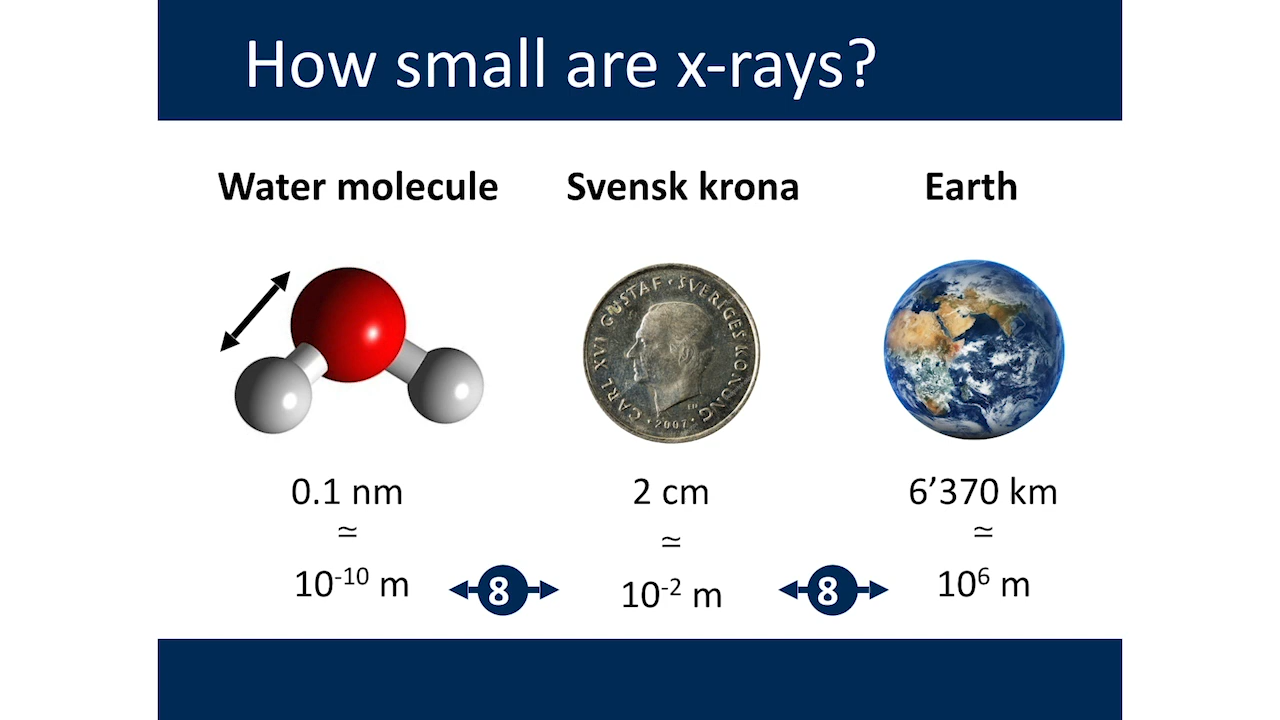 How small are x-rays?
Water molecule
Svensk krona
Earth
CARL XVI GUSTAF · SVERIGES KONUNG
· 2007 ·
0.1 nm
2 cm
6’370 km
≃
≃
≃
10⁻¹⁰ m
8
10⁻² m
8
10⁶ m